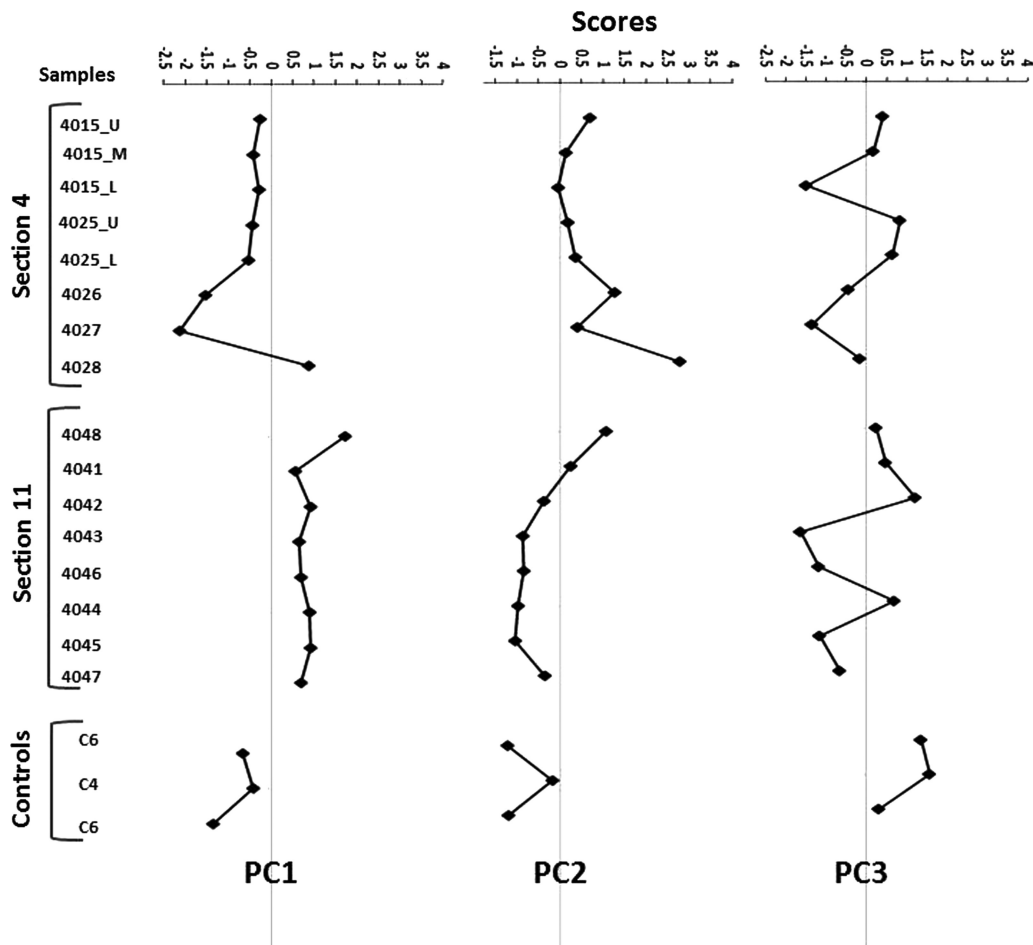 Scores
-2.5 -2 -1.5 -1 -0.5 0 0.5 1 1.5 2 2.5 3 3.5 4
-1.5 -1 -0.5 0 0.5 1 1.5 2 2.5 3 3.5 4
-2.5 -2 -1.5 -1 -0.5 0 0.5 1 1.5 2 2.5 3 3.5 4
Samples
Section 4
4015_U
4015_M
4015_L
4025_U
4025_L
4026
4027
4028
Section 11
4048
4041
4042
4043
4046
4044
4045
4047
Controls
C6
C4
C6
PC1 PC2 PC3